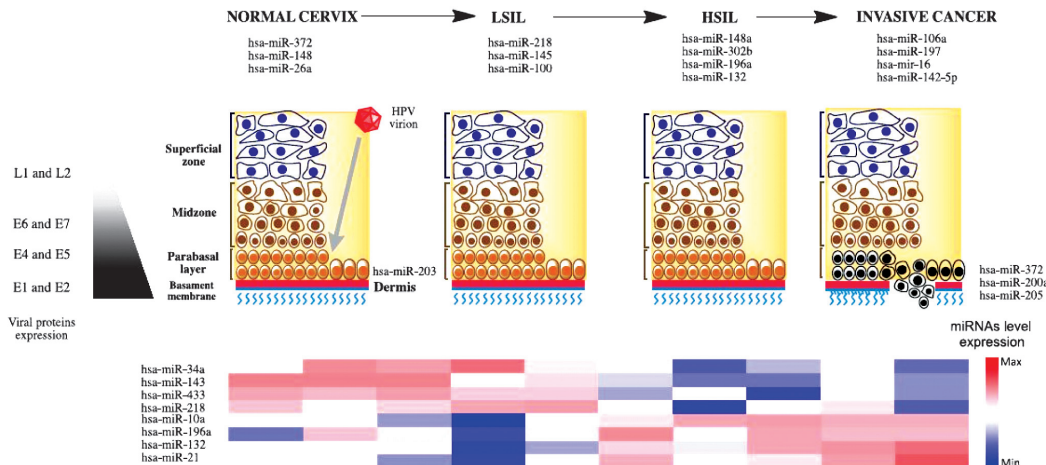 NORMAL CERVIX
LSIL
HSIL
INVASIVE CANCER
hsa-miR-372
hsa-miR-148
hsa-miR-26a
hsa-miR-218
hsa-miR-145
hsa-miR-100
hsa-miR-148a
hsa-miR-302b
hsa-miR-196a
hsa-miR-132
hsa-miR-106a
hsa-miR-197
hsa-mir-16
hsa-miR-142-5p
HPV
virion
Superficial
zone
Midzone
Parabasal
layer
Basament
membrane
L1 and L2
E6 and E7
E4 and E5
E1 and E2
Viral proteins
expression
hsa-miR-203
Dermis
hsa-miR-372
hsa-miR-200a
hsa-miR-205
miRNAs level
expression
Max
Min
hsa-miR-34a
hsa-miR-143
hsa-miR-433
hsa-miR-218
hsa-miR-10a
hsa-miR-196a
hsa-miR-132
hsa-miR-21